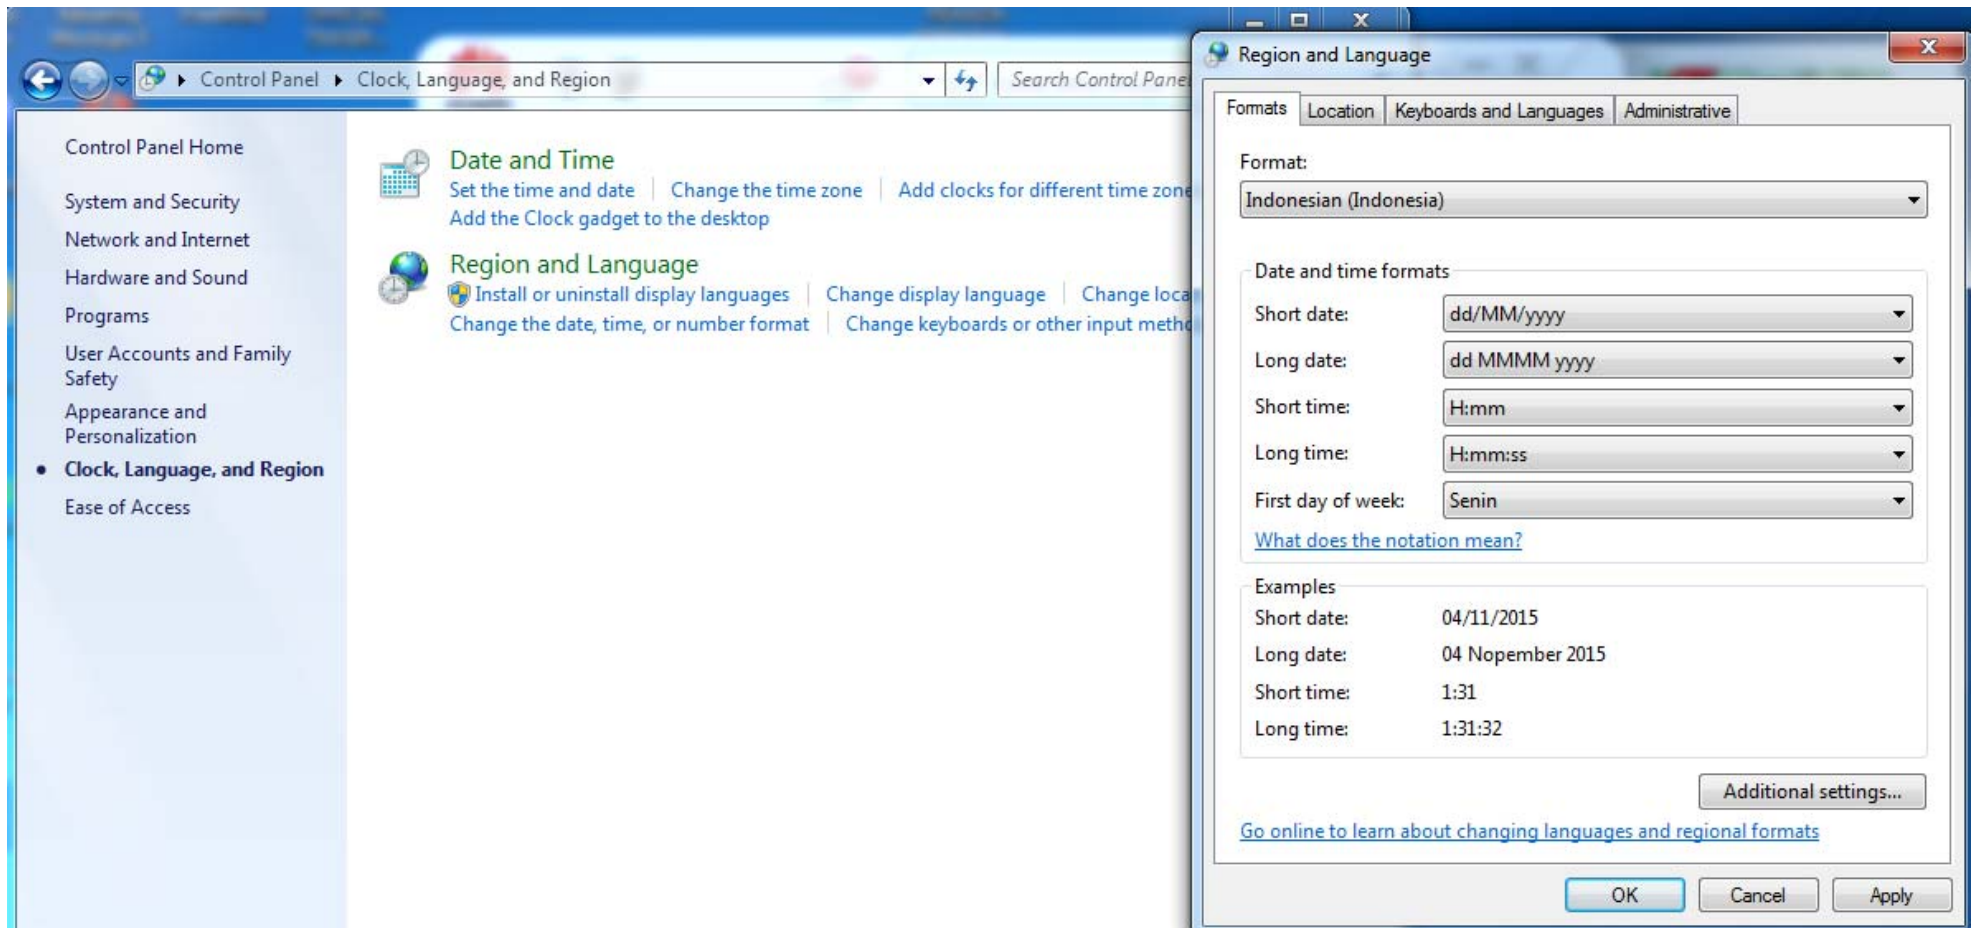 Control Panel ▸ Clock, Language, and Region
Search Control Pane
Control Panel Home
System and Security
Network and Internet
Hardware and Sound
Programs
User Accounts and Family
Safety
Appearance and
Personalization
Clock, Language, and Region
Ease of Access
Date and Time
Set the time and date | Change the time zone | Add clocks for different time zone
Add the Clock gadget to the desktop
Region and Language
Install or uninstall display languages | Change display language | Change loca
Change the date, time, or number format | Change keyboards or other input metho
Region and Language
Formats Location Keyboards and Languages Administrative
Format:
Indonesian (Indonesia)
Date and time formats
Short date: dd/MM/yyyy
Long date: dd MMMM yyyy
Short time: H:mm
Long time: H:mm:ss
First day of week: Senin
What does the notation mean?
Examples
Short date: 04/11/2015
Long date: 04 Nopember 2015
Short time: 1:31
Long time: 1:31:32
Additional settings...
Go online to learn about changing languages and regional formats
OK Cancel Apply